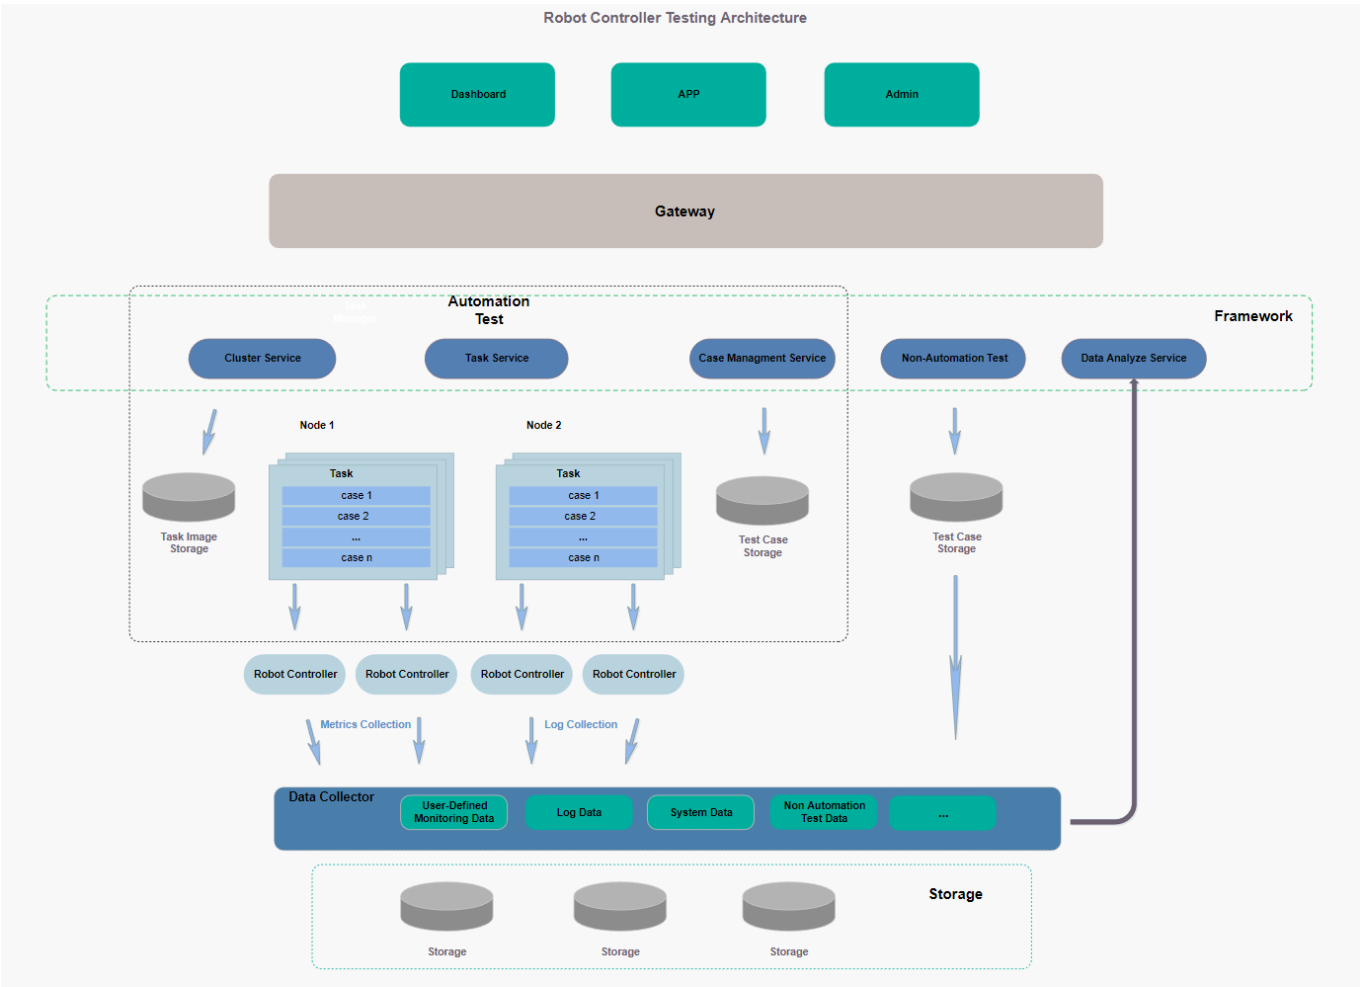 Robot Controller Testing Architecture
Dashboard
APP
Admin
Gateway
Automation
Test
Framework
Cluster Service
Task Service
Case Managment Service
Non-Automation Test
Data Analyze Service
Node 1
Node 2
Task
case 1
case 2
...
case n
Task
case 1
case 2
...
case n
Task Image
Storage
Test Case
Storage
Test Case
Storage
Robot Controller
Robot Controller
Robot Controller
Robot Controller
Metrics Collection
Log Collection
Data Collector
User-Defined
Monitoring Data
Log Data
System Data
Non Automation
Test Data
...
Storage
Storage
Storage
Storage